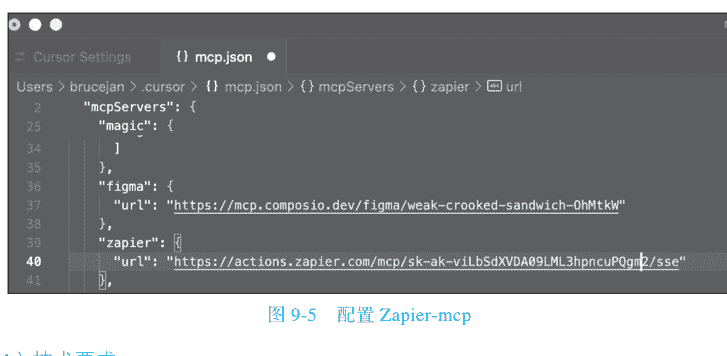 Cursor Settings {} mcp.json
Users > brucejan > .cursor > {} mcp.json > {} mcpServers > {} zapier > abc url
2 "mcpServers": {
25 "magic": {
34 ]
35 },
36 "figma": {
37 "url": "https://mcp.composio.dev/figma/weak-crooked-sandwich-OhMtkW"
38 },
39 "zapier": {
40 "url": "https://actions.zapier.com/mcp/sk-ak-viLbSdXVDA09LML3hpncuPQgm2/sse"
41 },
图 9-5 配置 Zapier-mcp